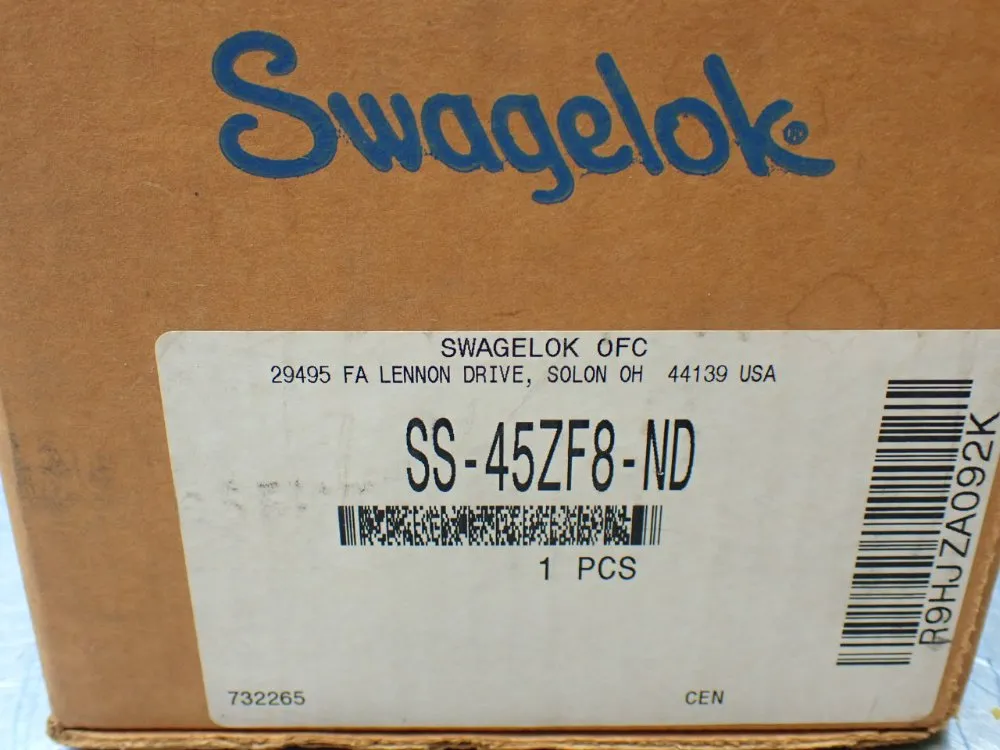 Swagelok
SWAGELOK OFC
29495 FA LENNON DRIVE, SOLON OH 44139 USA
SS-45ZF8-ND
1 PCS
R9HJZA092K
732265
CEN